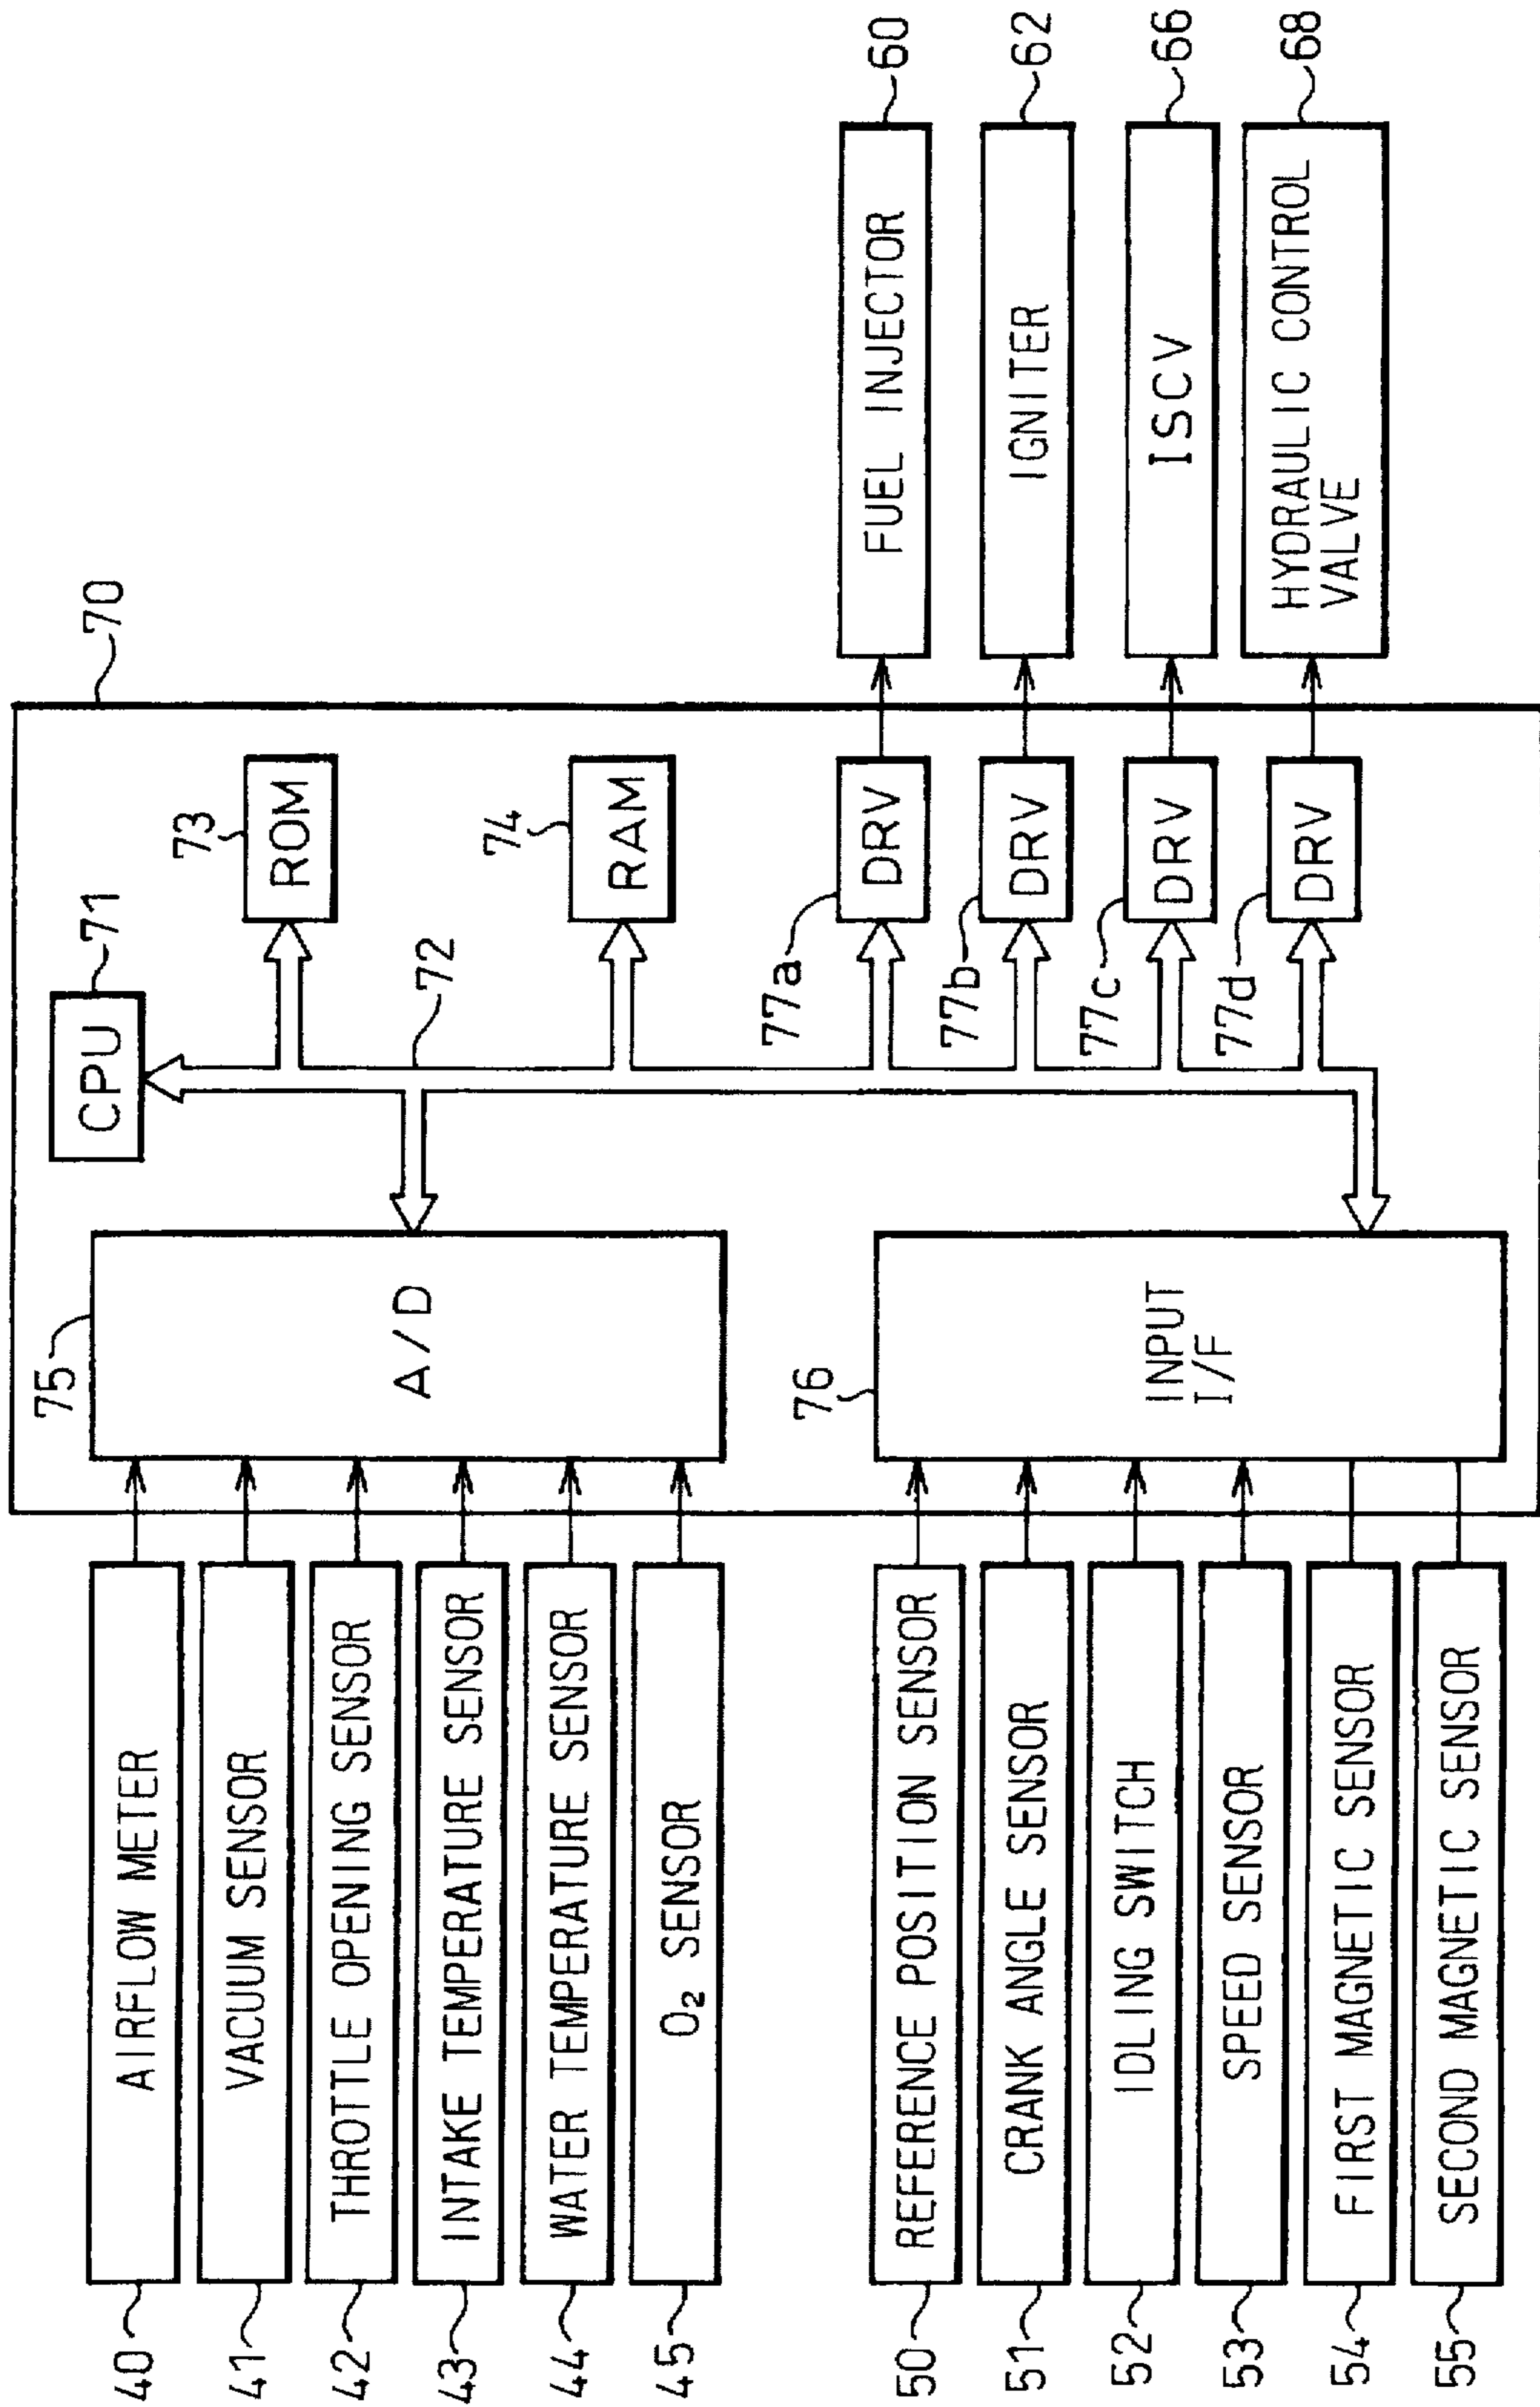 40
AIRFLOW METER
41
VACUUM SENSOR
42
THROTTLE OPENING SENSOR
43
INTAKE TEMPERATURE SENSOR
44
WATER TEMPERATURE SENSOR
45
O₂ SENSOR
50
REFERENCE POSITION SENSOR
51
CRANK ANGLE SENSOR
52
IDLING SWITCH
53
SPEED SENSOR
54
FIRST MAGNETIC SENSOR
55
SECOND MAGNETIC SENSOR
75
A/D
76
INPUT
I/F
CPU
71
72
73
ROM
74
RAM
77a
DRV
77b
DRV
77c
DRV
77d
DRV
70
FUEL INJECTOR
60
IGNITER
62
ISCV
66
HYDRAULIC CONTROL
VALVE
68